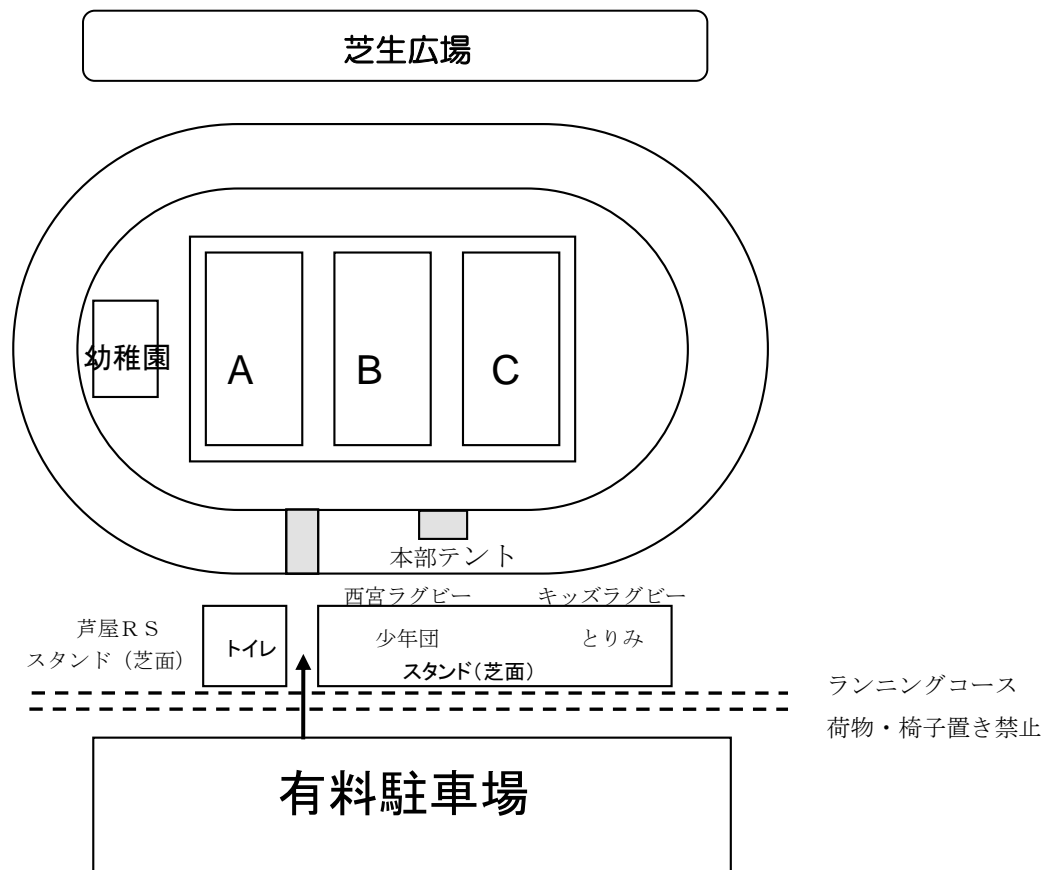 芝生広場
幼稚園
A
B
C
本部テント
西宮ラグビー
キッズラグビー
芦屋ＲＳ
スタンド（芝面）
トイレ
少年団
とりみ
スタンド（芝面）
ランニングコース
荷物・椅子置き禁止
有料駐車場